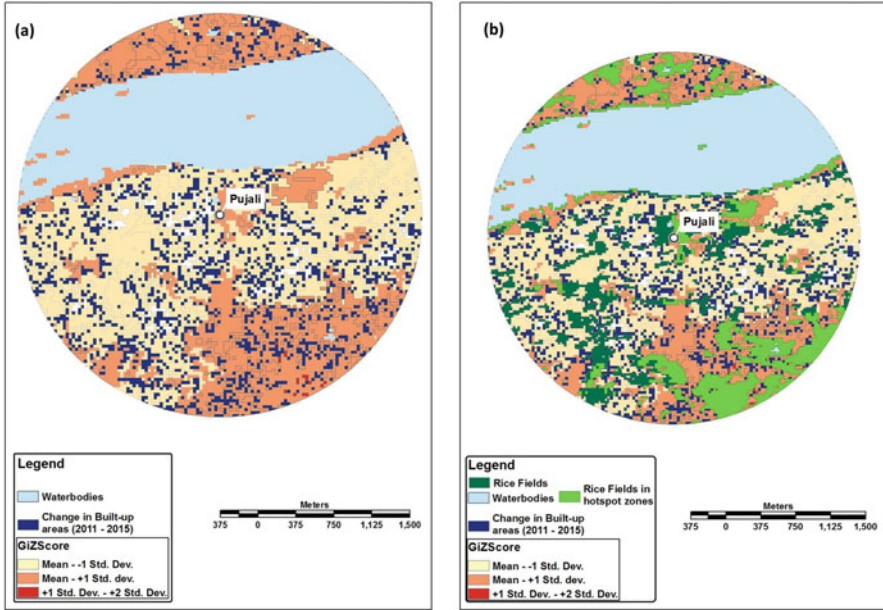 (a)
Pujali
Legend
Waterbodies
Change in Built-up
areas (2011 - 2015)
GiZScore
Mean - -1 Std. Dev.
Mean - +1 Std. dev.
+1 Std. Dev. - +2 Std. Dev.
Meters
375 0 375 750 1,125 1,500
(b)
Pujali
Legend
Rice Fields
Waterbodies
Rice Fields in
hotspot zones
Change in Built-up
areas (2011 - 2015)
GiZScore
Mean - -1 Std. Dev.
Mean - +1 Std. dev.
+1 Std. Dev. - +2 Std. Dev.
Meters
375 0 375 750 1,125 1,500